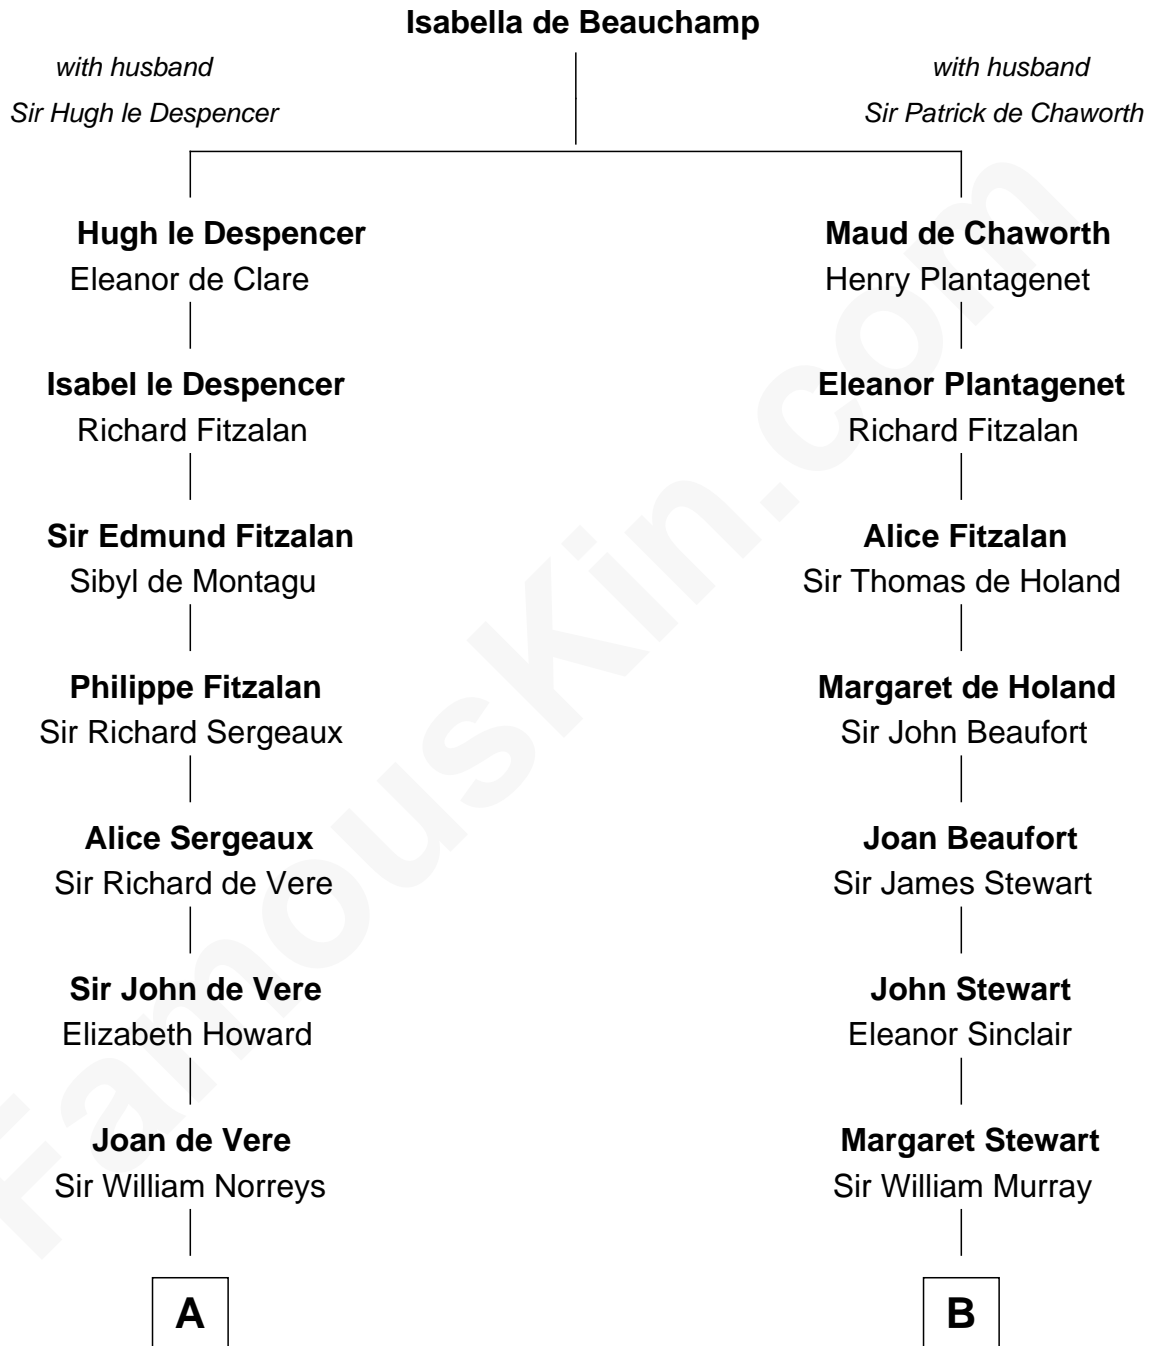 Isabella de Beauchamp
with husband
Sir Hugh le Despencer
with husband
Sir Patrick de Chaworth
Hugh le Despencer
Eleanor de Clare
Maud de Chaworth
Henry Plantagenet
Isabel le Despencer
Richard Fitzalan
Eleanor Plantagenet
Richard Fitzalan
Sir Edmund Fitzalan
Sibyl de Montagu
Alice Fitzalan
Sir Thomas de Holand
Philippe Fitzalan
Sir Richard Sergeaux
Margaret de Holand
Sir John Beaufort
Alice Sergeaux
Sir Richard de Vere
Joan Beaufort
Sir James Stewart
Sir John de Vere
Elizabeth Howard
John Stewart
Eleanor Sinclair
Joan de Vere
Sir William Norreys
Margaret Stewart
Sir William Murray
A
B
FamousKin.com